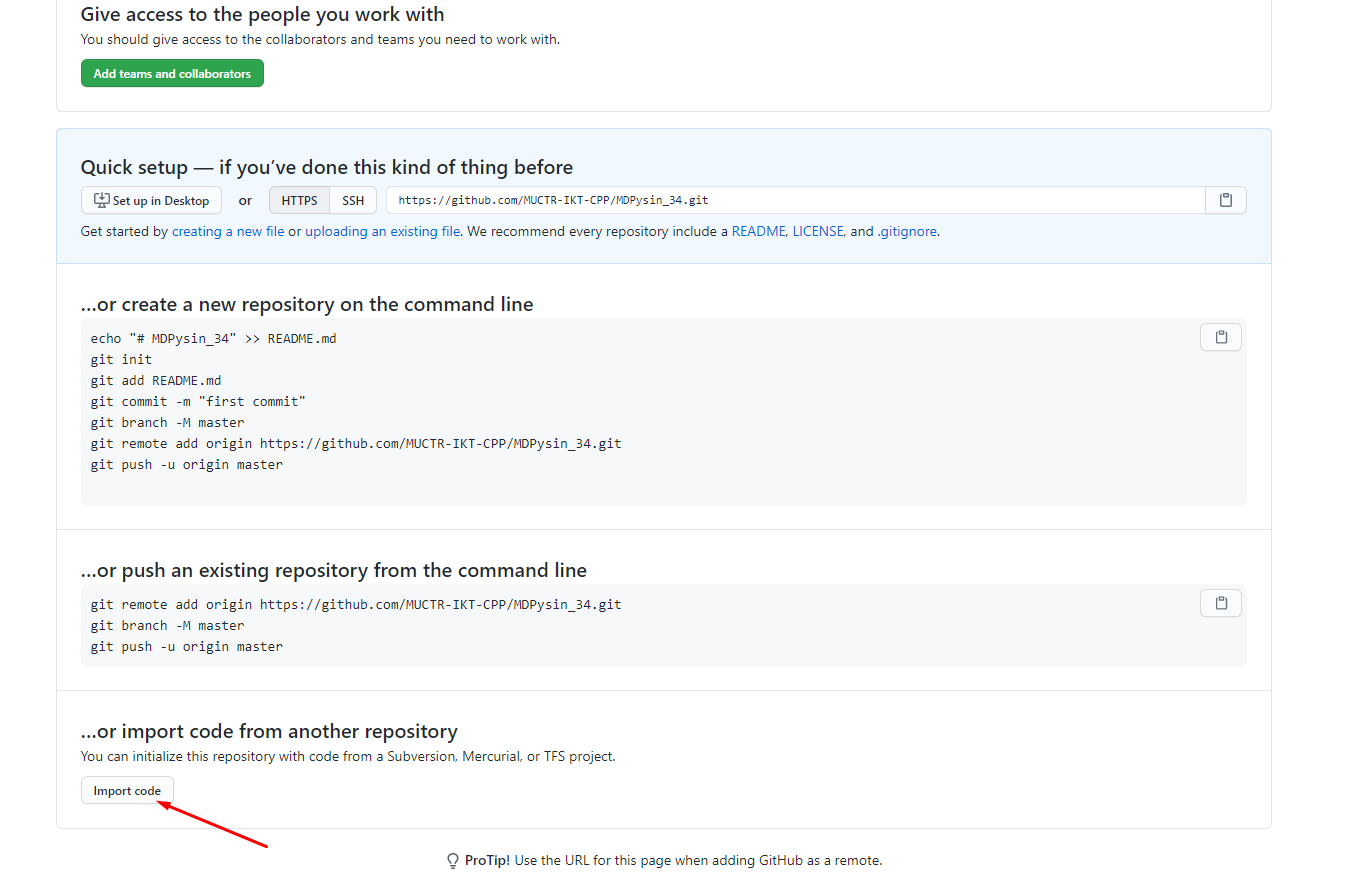 Give access to the people you work with
You should give access to the collaborators and teams you need to work with.
Add teams and collaborators
Quick setup — if you’ve done this kind of thing before
Set up in Desktop or HTTPS SSH https://github.com/MUCTR-IKT-CPP/MDPysin_34.git
Get started by creating a new file or uploading an existing file. We recommend every repository include a README, LICENSE, and .gitignore.
…or create a new repository on the command line
echo "# MDPysin_34" >> README.md
git init
git add README.md
git commit -m "first commit"
git branch -M master
git remote add origin https://github.com/MUCTR-IKT-CPP/MDPysin_34.git
git push -u origin master
…or push an existing repository from the command line
git remote add origin https://github.com/MUCTR-IKT-CPP/MDPysin_34.git
git branch -M master
git push -u origin master
…or import code from another repository
You can initialize this repository with code from a Subversion, Mercurial, or TFS project.
Import code
ProTip! Use the URL for this page when adding GitHub as a remote.